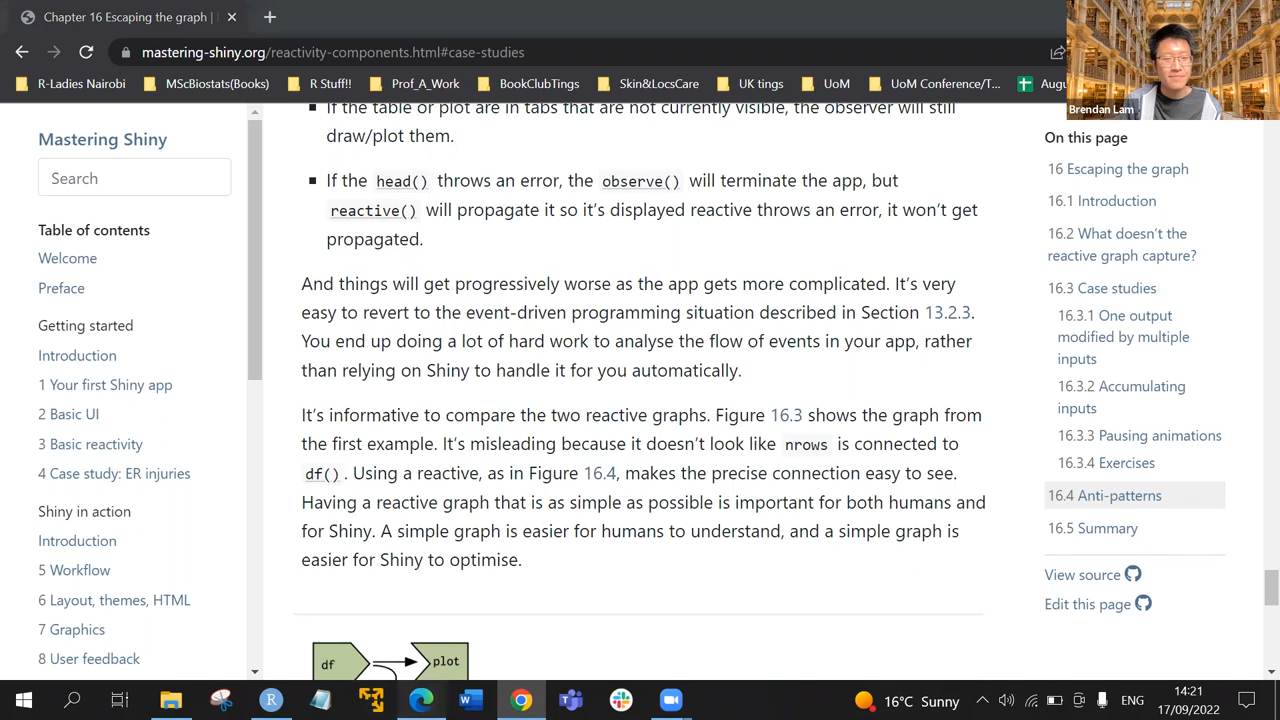 Chapter 16 Escaping the graph |
mastering-shiny.org/reactivity-components.html#case-studies
R-Ladies Nairobi
MScBiostats(Books)
R Stuff!!
Prof_A_Work
BookClubTings
Skin&LocsCare
UK tings
UoM
UoM Conference/T...
Brendan Lam
Mastering Shiny
Search
Table of contents
Welcome
Preface
Getting started
Introduction
1 Your first Shiny app
2 Basic UI
3 Basic reactivity
4 Case study: ER injuries
Shiny in action
Introduction
5 Workflow
6 Layout, themes, HTML
7 Graphics
8 User feedback
If the table or plot are in tabs that are not currently visible, the observer will still
draw/plot them.
If the head() throws an error, the observe() will terminate the app, but
reactive() will propagate it so it's displayed reactive throws an error, it won't get
propagated.
And things will get progressively worse as the app gets more complicated. It's very
easy to revert to the event-driven programming situation described in Section 13.2.3.
You end up doing a lot of hard work to analyse the flow of events in your app, rather
than relying on Shiny to handle it for you automatically.
It's informative to compare the two reactive graphs. Figure 16.3 shows the graph from
the first example. It's misleading because it doesn't look like nrows is connected to
df(). Using a reactive, as in Figure 16.4, makes the precise connection easy to see.
Having a reactive graph that is as simple as possible is important for both humans and
for Shiny. A simple graph is easier for humans to understand, and a simple graph is
easier for Shiny to optimise.
df
plot
On this page
16 Escaping the graph
16.1 Introduction
16.2 What doesn't the
reactive graph capture?
16.3 Case studies
16.3.1 One output
modified by multiple
inputs
16.3.2 Accumulating
inputs
16.3.3 Pausing animations
16.3.4 Exercises
16.4 Anti-patterns
16.5 Summary
View source
Edit this page
16°C Sunny
ENG
14:21
17/09/2022